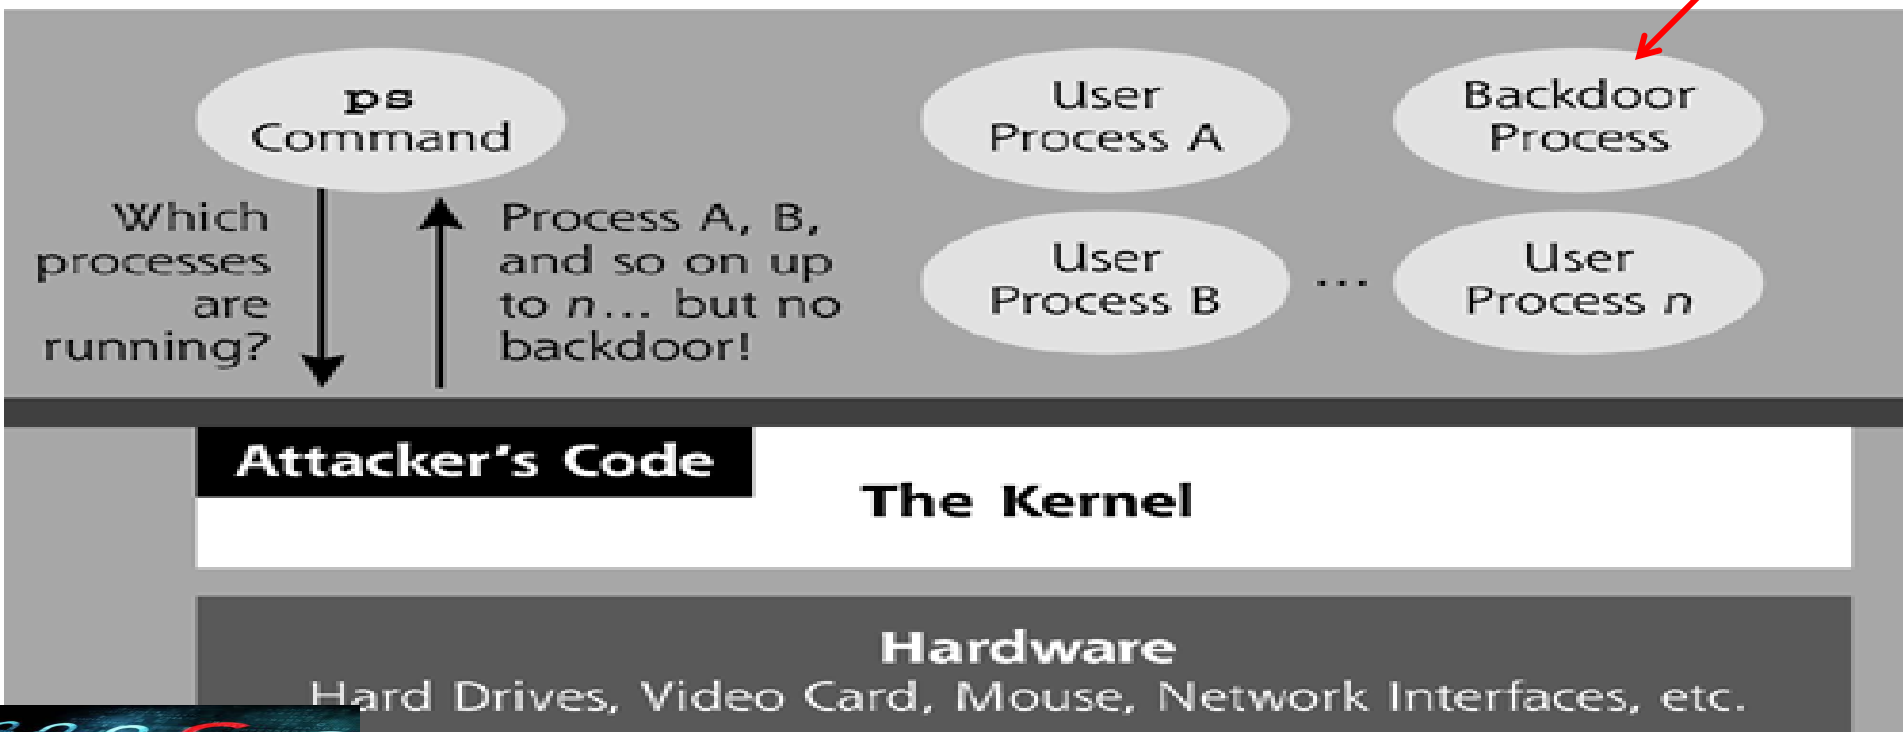 ps
Command
Which
processes
are
running?
Process A, B,
and so on up
to n... but no
backdoor!
User
Process A
Backdoor
Process
User
Process B
...
User
Process n
Attacker's Code
The Kernel
Hardware
Hard Drives, Video Card, Mouse, Network Interfaces, etc.